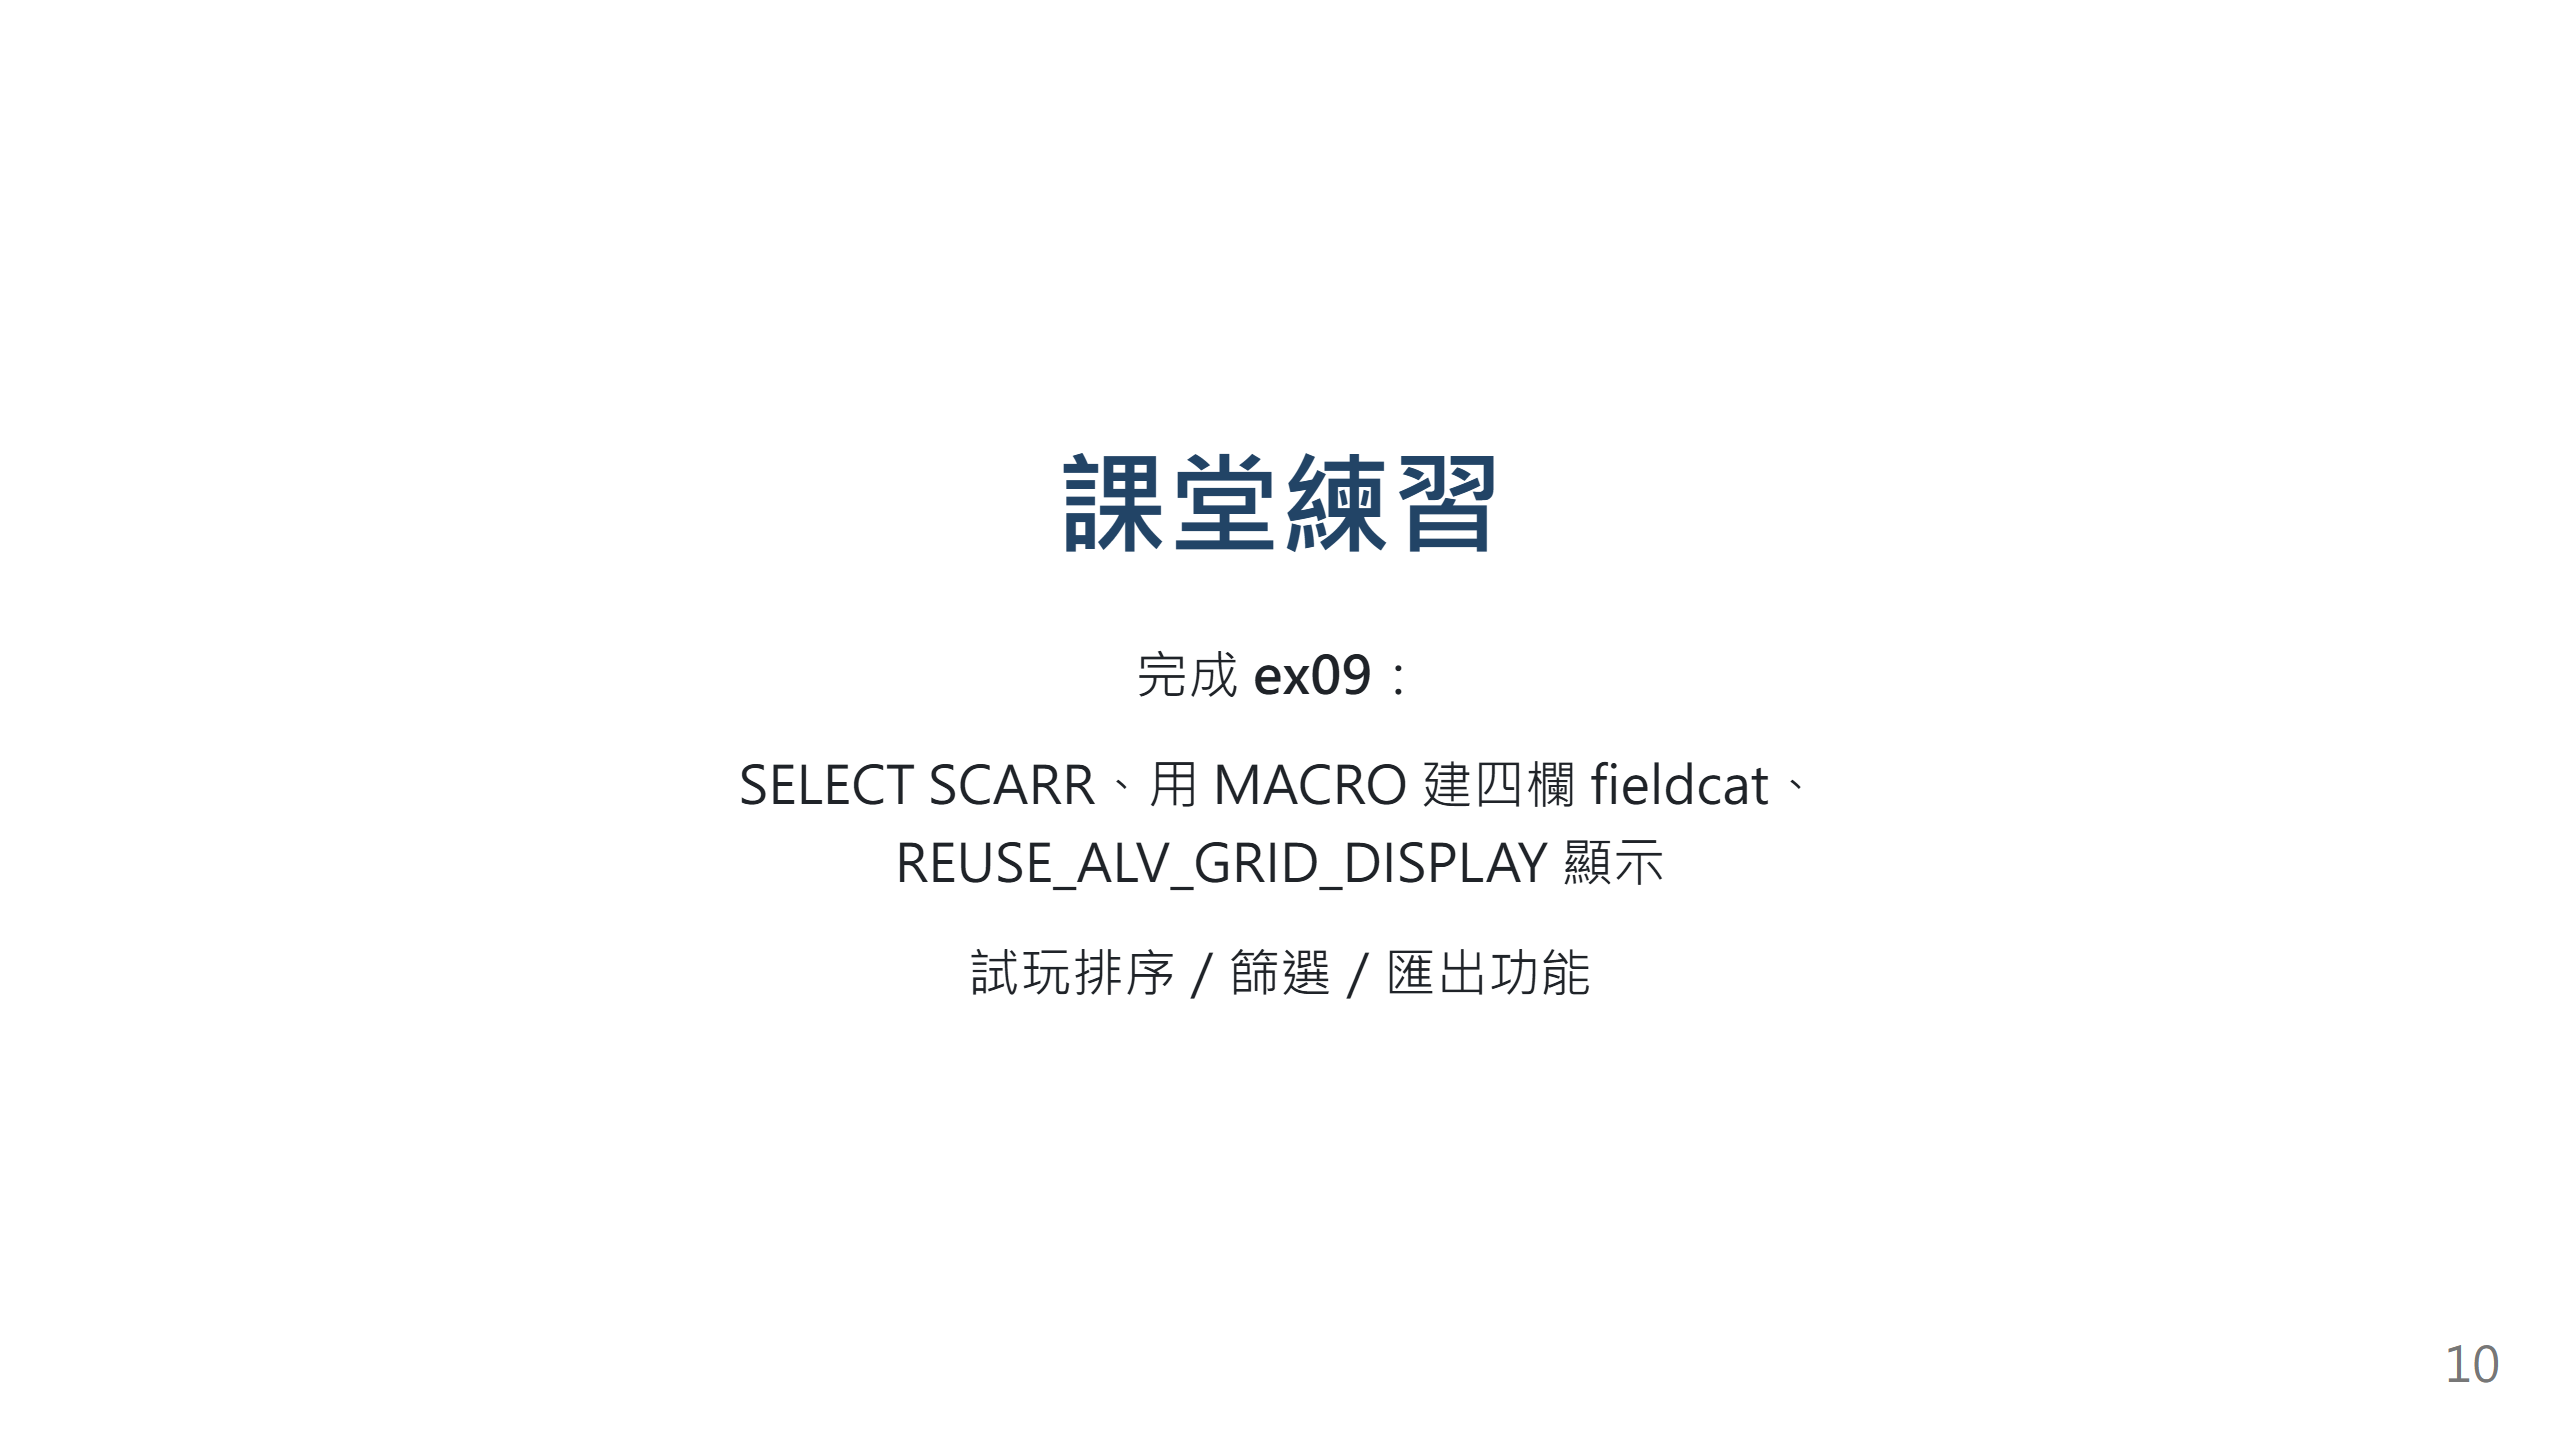 課堂練習
完成 ex09：
SELECT SCARR、用 MACRO 建四欄 fieldcat、
REUSE_ALV_GRID_DISPLAY 顯示
試玩排序 / 篩選 / 匯出功能
10